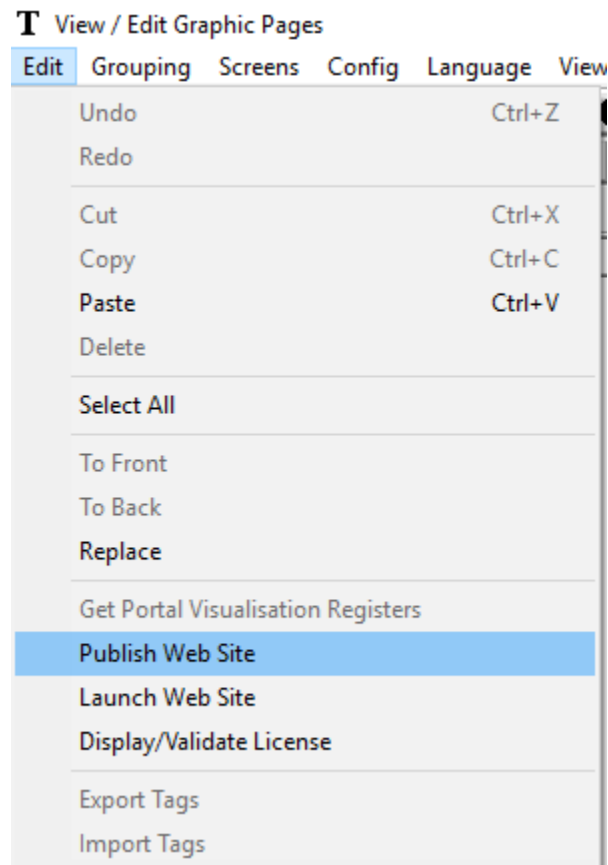 T View / Edit Graphic Pages
Edit Grouping Screens Config Language View
Undo Ctrl+Z
Redo
Cut Ctrl+X
Copy Ctrl+C
Paste Ctrl+V
Delete
Select All
To Front
To Back
Replace
Get Portal Visualisation Registers
Publish Web Site
Launch Web Site
Display/Validate License
Export Tags
Import Tags